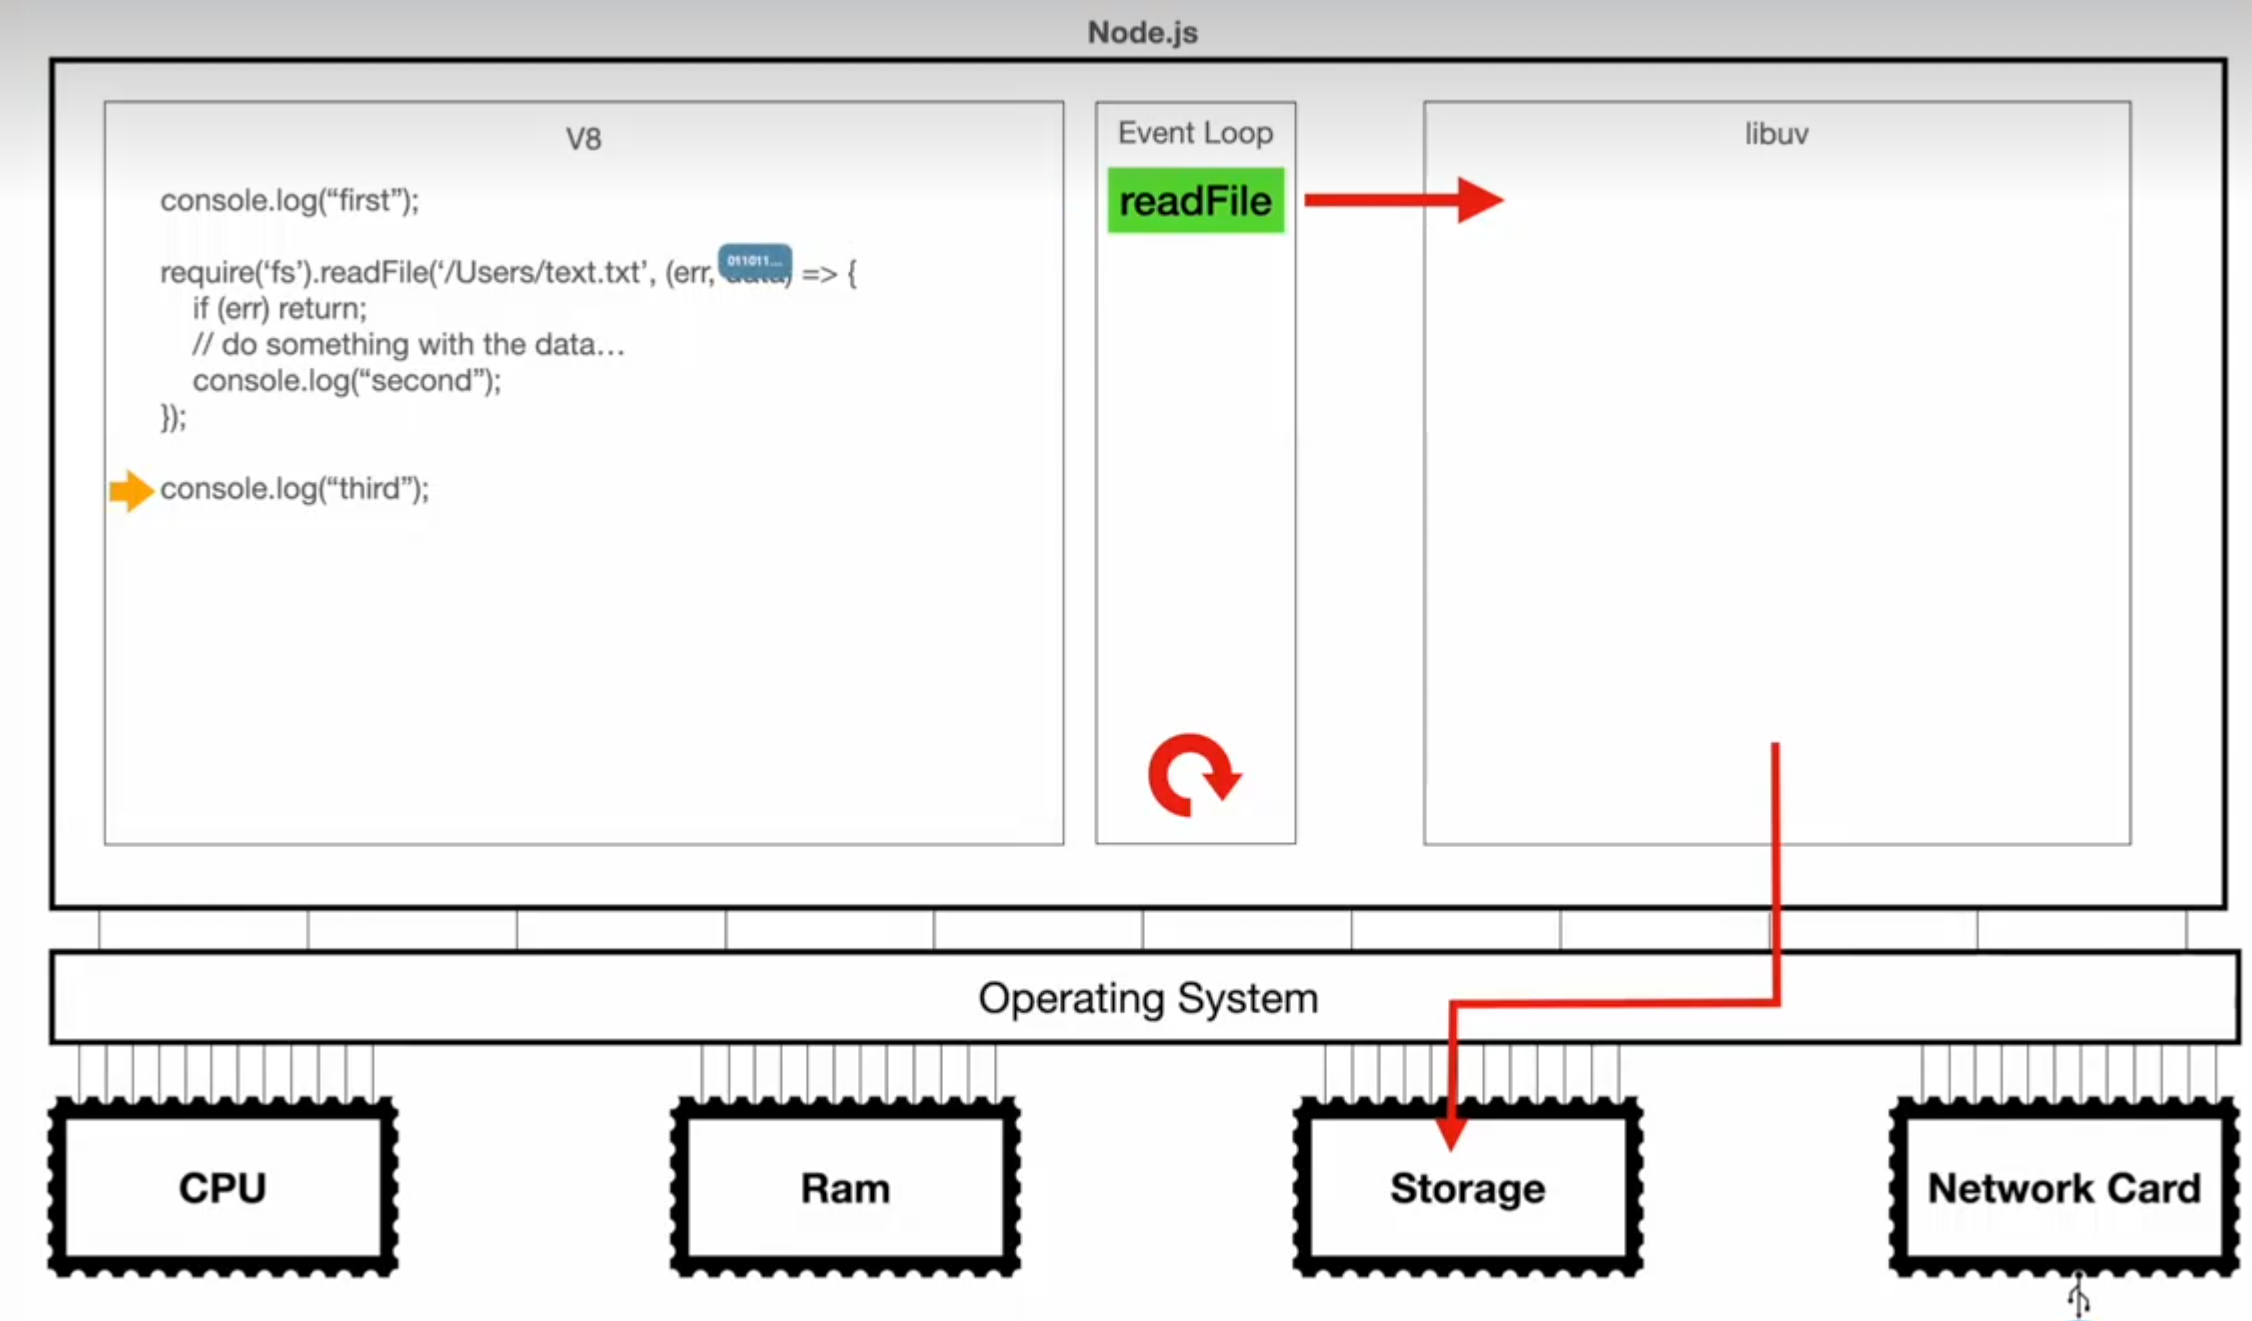 Node.js
V8
console.log(“first”);
require(‘fs’).readFile(‘/Users/text.txt’, (err, data) => {
011011...
if (err) return;
// do something with the data…
console.log(“second”);
});
console.log(“third”);
Event Loop
readFile
libuv
Operating System
CPU
Ram
Storage
Network Card